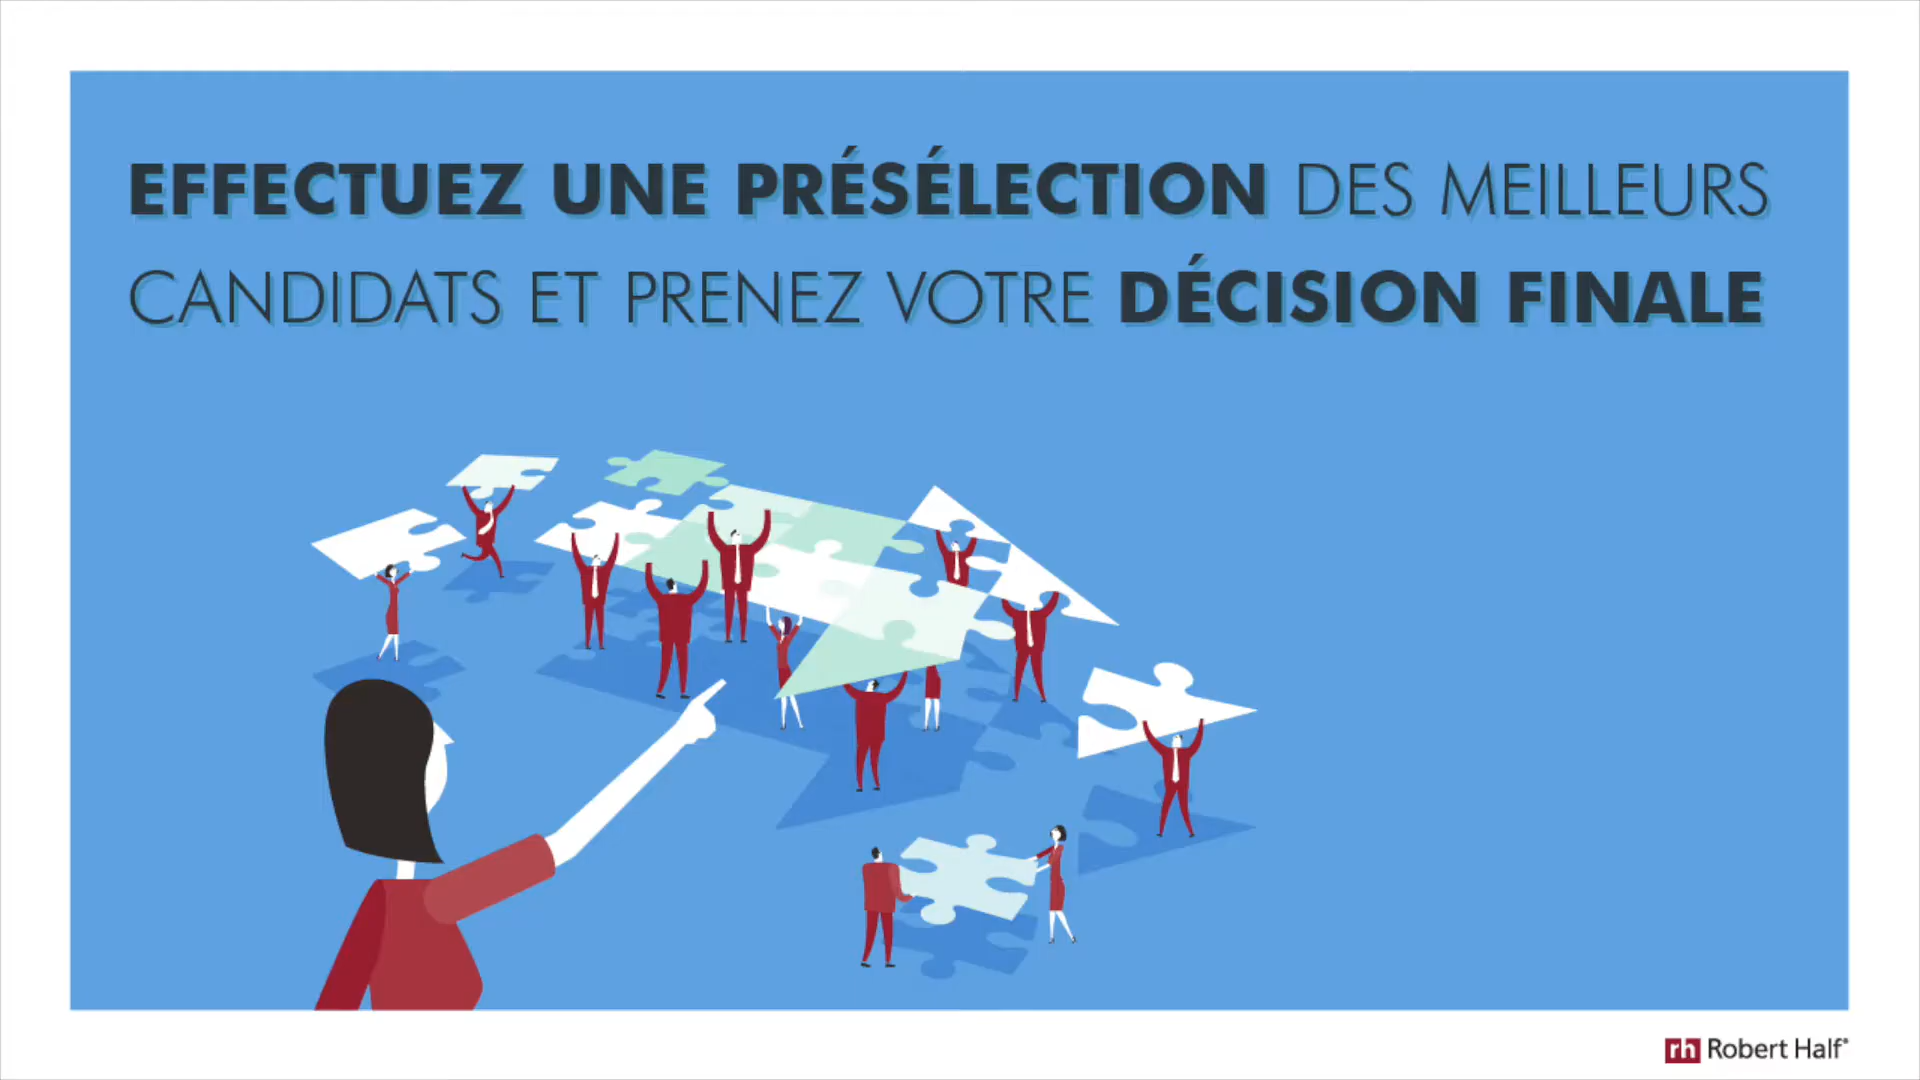 EFFECTUEZ UNE PRÉSÉLECTION DES MEILLEURS
CANDIDATS ET PRENEZ VOTRE DÉCISION FINALE
rh Robert Half®